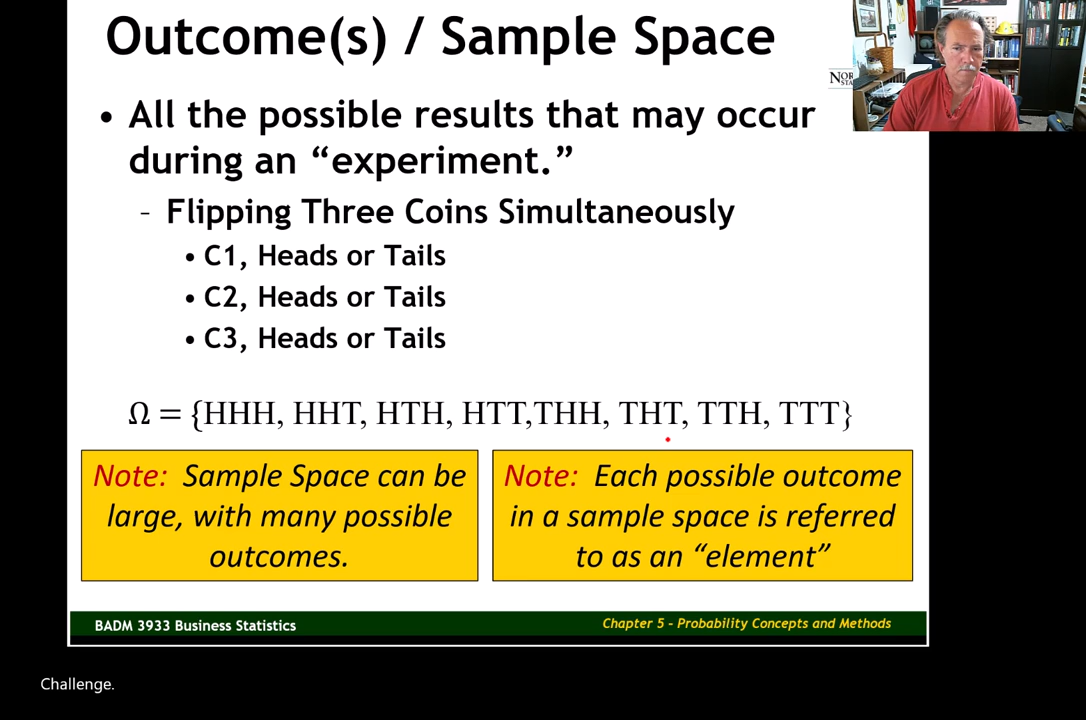 Outcome(s) / Sample Space
• All the possible results that may occur
during an “experiment.”
– Flipping Three Coins Simultaneously
• C1, Heads or Tails
• C2, Heads or Tails
• C3, Heads or Tails
Ω = {HHH, HHT, HTH, HTT,THH, THT, TTH, TTT}
Note: Sample Space can be
large, with many possible
outcomes.
Note: Each possible outcome
in a sample space is referred
to as an “element”
BADM 3933 Business Statistics
Chapter 5 – Probability Concepts and Methods
Challenge.